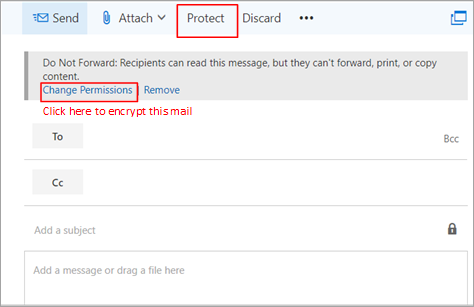 Send Attach Protect Discard •••
Do Not Forward: Recipients can read this message, but they can't forward, print, or copy
content.
Change Permissions Remove
Click here to encrypt this mail
To Bcc
Cc
Add a subject
Add a message or drag a file here